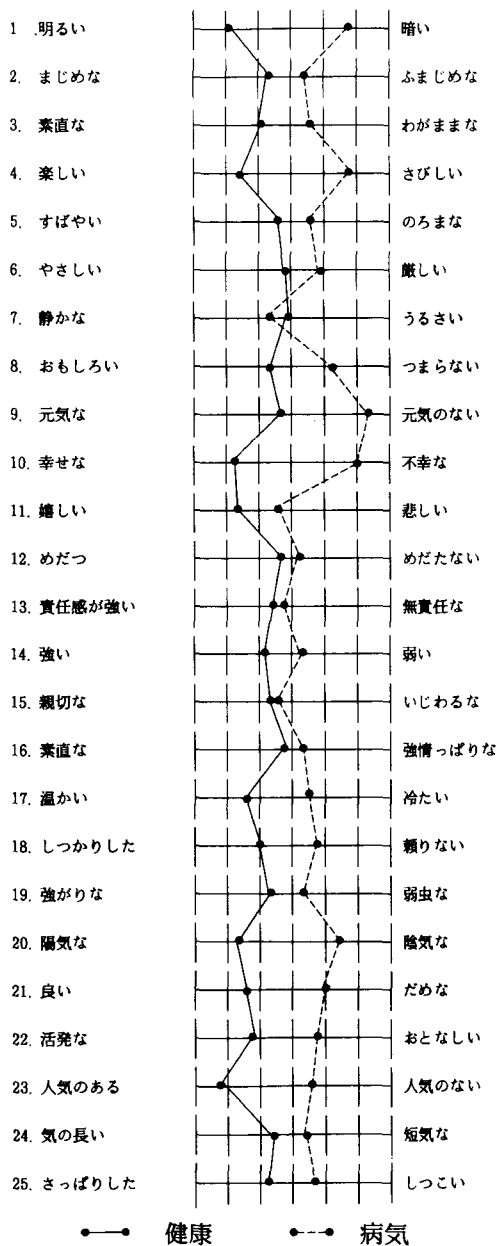 1 .明るい 暗い
2. まじめな ふまじめな
3. 素直な わがままな
4. 楽しい さびしい
5. すばやい のろまな
6. やさしい 厳しい
7. 静かな うるさい
8. おもしろい つまらない
9. 元気な 元気のない
10. 幸せな 不幸な
11. 嬉しい 悲しい
12. めだつ めだたない
13. 責任感が強い 無責任な
14. 強い 弱い
15. 親切な いじわるな
16. 素直な 強情っぱりな
17. 温かい 冷たい
18. しつかりした 頼りない
19. 強がりな 弱虫な
20. 陽気な 陰気な
21. 良い だめな
22. 活発な おとなしい
23. 人気のある 人気のない
24. 気の長い 短気な
25. さっぱりした しつこい
健康 病気